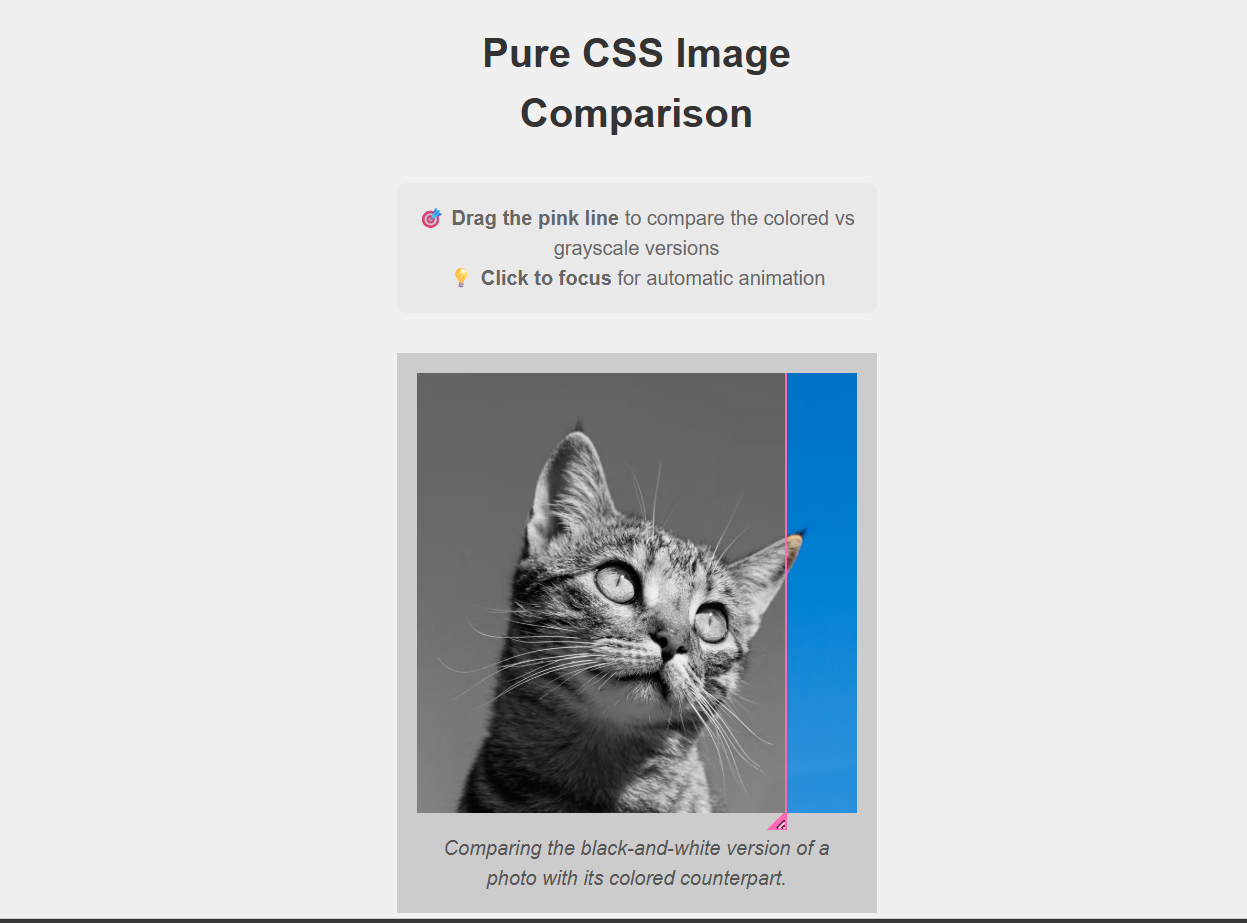 Pure CSS Image
Comparison
🎯 Drag the pink line to compare the colored vs
grayscale versions
💡 Click to focus for automatic animation
Comparing the black-and-white version of a
photo with its colored counterpart.